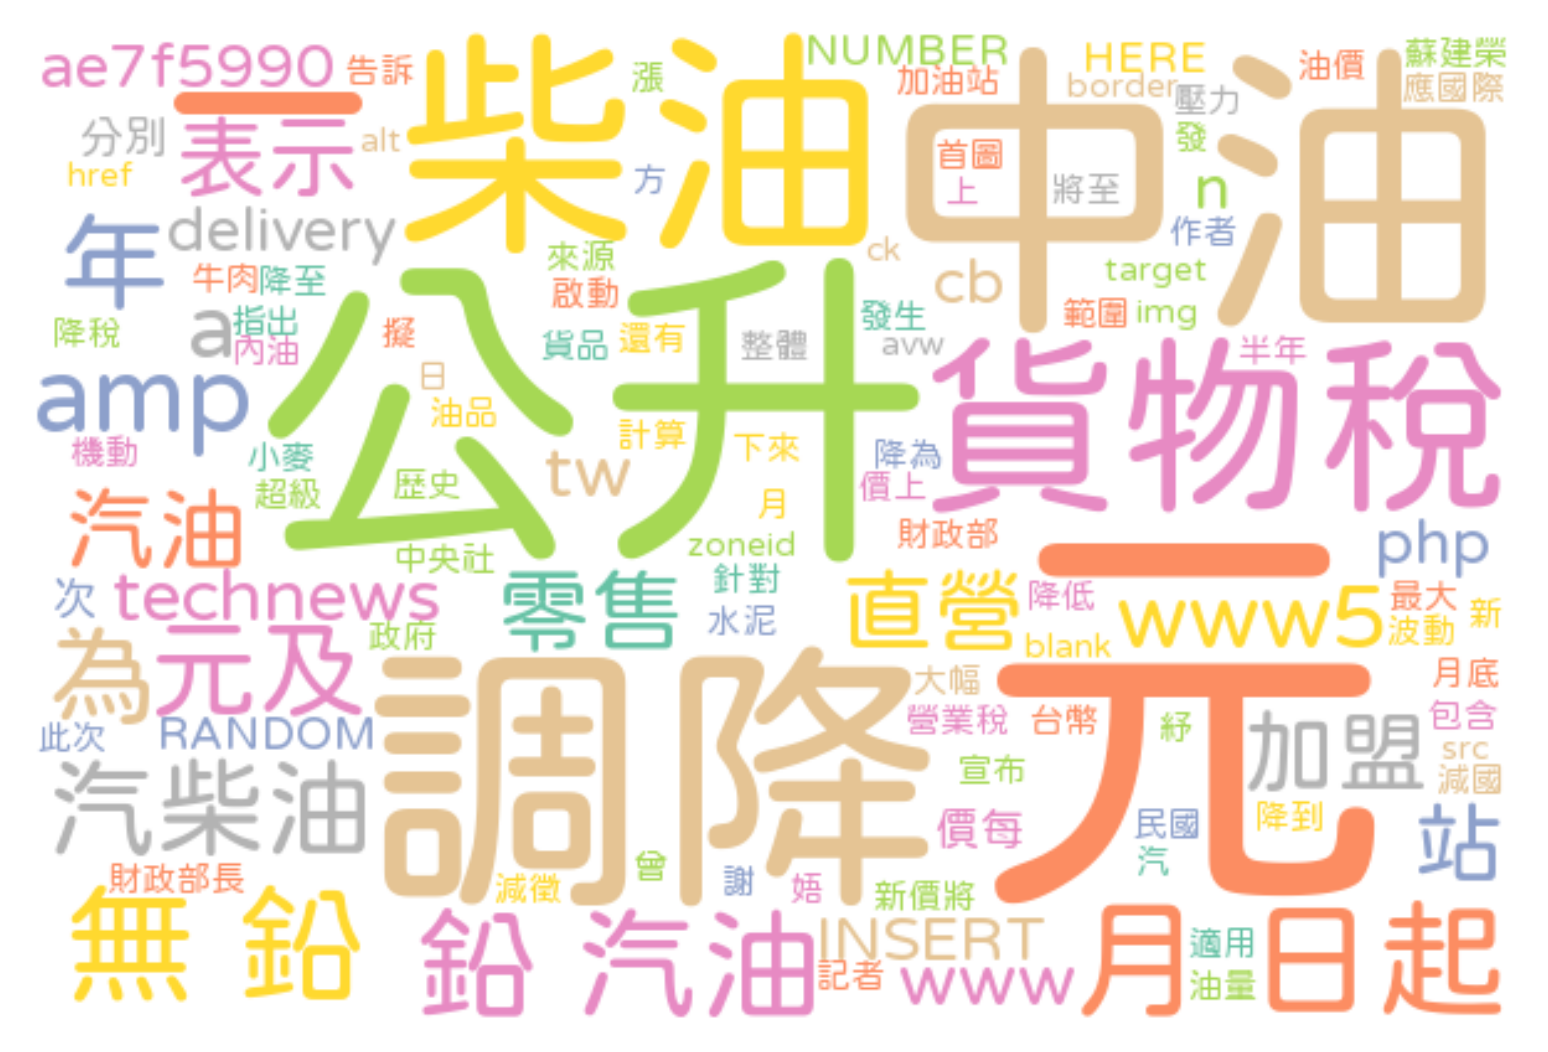 ae7f5990
告訴
柴油
漲
NUMBER
加油站
中油
HERE
border
壓力
油價
蘇建榮
應國際
一
分別
表示
alt
href
方
首圖
上
將至
發
n
作者
年
delivery
牛肉
降至
來源
啟動
ck
cb
target
範圍
img
降稅
a
指出
內油
擬
公升
貨品
還有
整體
發生
avw
半年
貨物稅
amp
日
油品
機動
小麥
超級
歷史
計算
下來
降為
價上
tw
月
汽油
中央社
zoneid
財政部
php
次
technews
零售
針對
水泥
直營
降低
www5
最大
波動
新
政府
blank
為
元及
此次
RANDOM
調降
大幅
營業稅
台幣
元
紓
加盟
月底
包含
src
減國
汽柴油
宣布
價每
民國
汽
降到
站
財政部長
減徵
曾
謝
娪
新價將
無 鉛
鉛 汽油
INSERT
記者
www
月日起
適用
油量